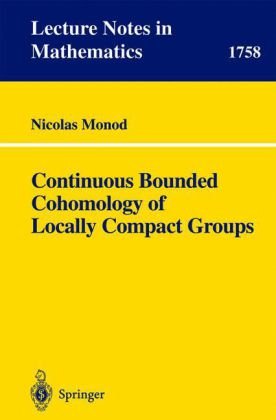 Lecture Notes in
Mathematics 1758
Nicolas Monod
Continuous Bounded
Cohomology of
Locally Compact Groups
Springer